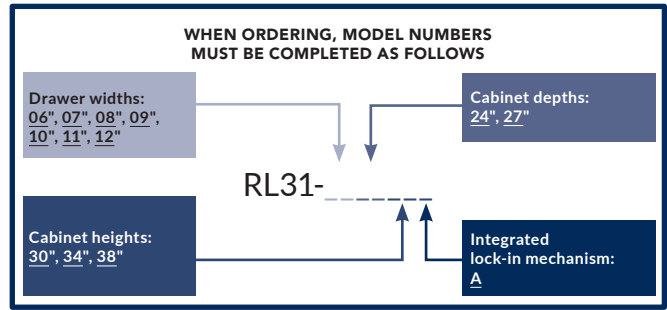 WHEN ORDERING, MODEL NUMBERS
MUST BE COMPLETED AS FOLLOWS
Drawer widths:
06", 07", 08", 09",
10", 11", 12"
Cabinet depths:
24", 27"
RL31-_ _ _ _ _ _ _
Cabinet heights:
30", 34", 38"
Integrated
lock-in mechanism:
A